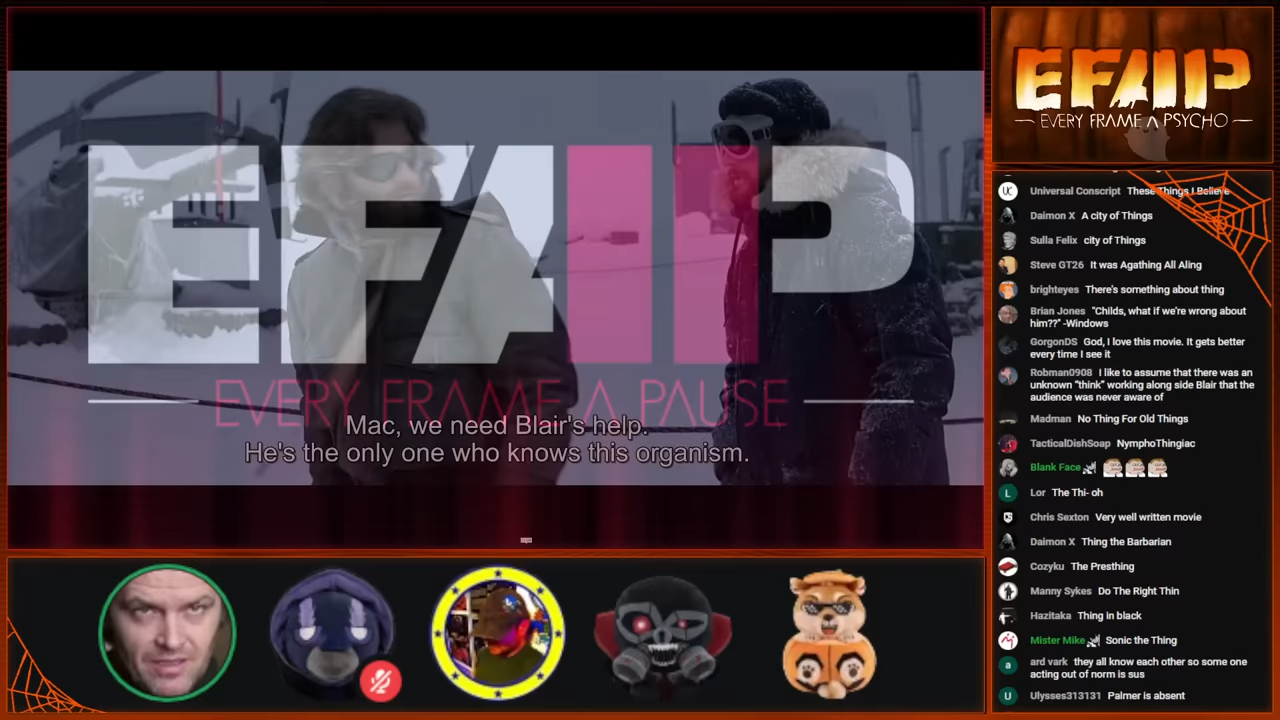 EFAIIP
EVERY FRAME A PAUSE
Mac, we need Blair's help.
He's the only one who knows this organism.
EFAIIP
EVERY FRAME A PSYCHO
UC
Universal Conscript These Things I Believe
Daimon X A city of Things
Sulla Felix city of Things
Steve GT26 It was Agathing All Aling
brighteyes There's something about thing
Brian Jones "Childs, what if we're wrong about
him??" -Windows
GorgonDS God, I love this movie. It gets better
every time I see it
Robman0908 I like to assume that there was an
unknown "think" working along side Blair that the
audience was never aware of
Madman No Thing For Old Things
TacticalDishSoap NymphoThingiac
Blank Face
L
Lor The Thi- oh
Chris Sexton Very well written movie
Daimon X Thing the Barbarian
Cozyku The Presthing
Manny Sykes Do The Right Thin
Hazitaka Thing in black
Mister Mike Sonic the Thing
a
ard vark they all know each other so some one
acting out of norm is sus
U
Ulysses313131 Palmer is absent